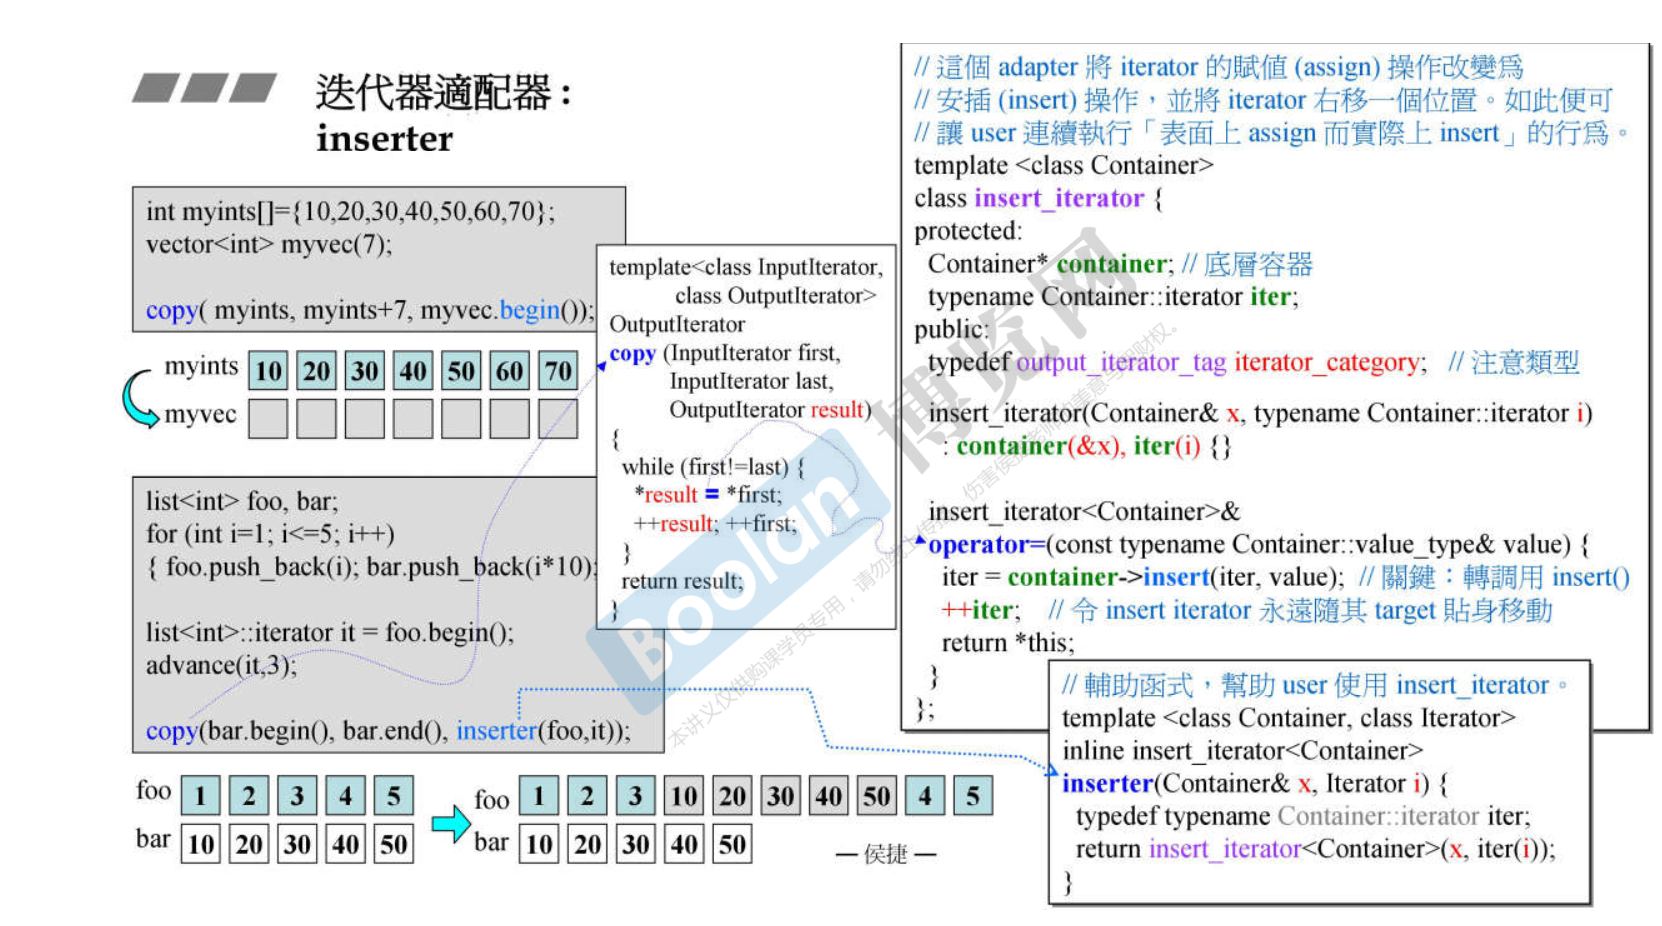 迭代器適配器：
inserter
int myints[]={10,20,30,40,50,60,70};
vector<int> myvec(7);
copy( myints, myints+7, myvec.begin());
myints 10 20 30 40 50 60 70
myvec
list<int> foo, bar;
for (int i=1; i<=5; i++)
{ foo.push_back(i); bar.push_back(i*10);
list<int>::iterator it = foo.begin();
advance(it,3);
copy(bar.begin(), bar.end(), inserter(foo,it));
foo 1 2 3 4 5
bar 10 20 30 40 50
foo 1 2 3 10 20 30 40 50 4 5
bar 10 20 30 40 50
— 侯捷 —
template<class InputIterator,
class OutputIterator>
OutputIterator
copy (InputIterator first,
InputIterator last,
OutputIterator result)
{
while (first!=last) {
*result = *first;
++result; ++first;
}
return result;
}
// 這個 adapter 將 iterator 的賦值 (assign) 操作改變為
// 安插 (insert) 操作，並將 iterator 右移一個位置。如此便可
// 讓 user 連續執行「表面上 assign 而實際上 insert」的行為。
template <class Container>
class insert_iterator {
protected:
Container* container; // 底層容器
typename Container::iterator iter;
public:
typedef output_iterator_tag iterator_category; // 注意類型
insert_iterator(Container& x, typename Container::iterator i)
: container(&x), iter(i) {}
insert_iterator<Container>&
operator=(const typename Container::value_type& value) {
iter = container->insert(iter, value); // 關鍵：轉調用 insert()
++iter; // 令 insert iterator 永遠隨其 target 貼身移動
return *this;
}
};
// 輔助函式，幫助 user 使用 insert_iterator。
template <class Container, class Iterator>
inline insert_iterator<Container>
inserter(Container& x, Iterator i) {
typedef typename Container::iterator iter;
return insert_iterator<Container>(x, iter(i));
}
Boolan 博览网
本讲义仅供购课学员专用，请勿